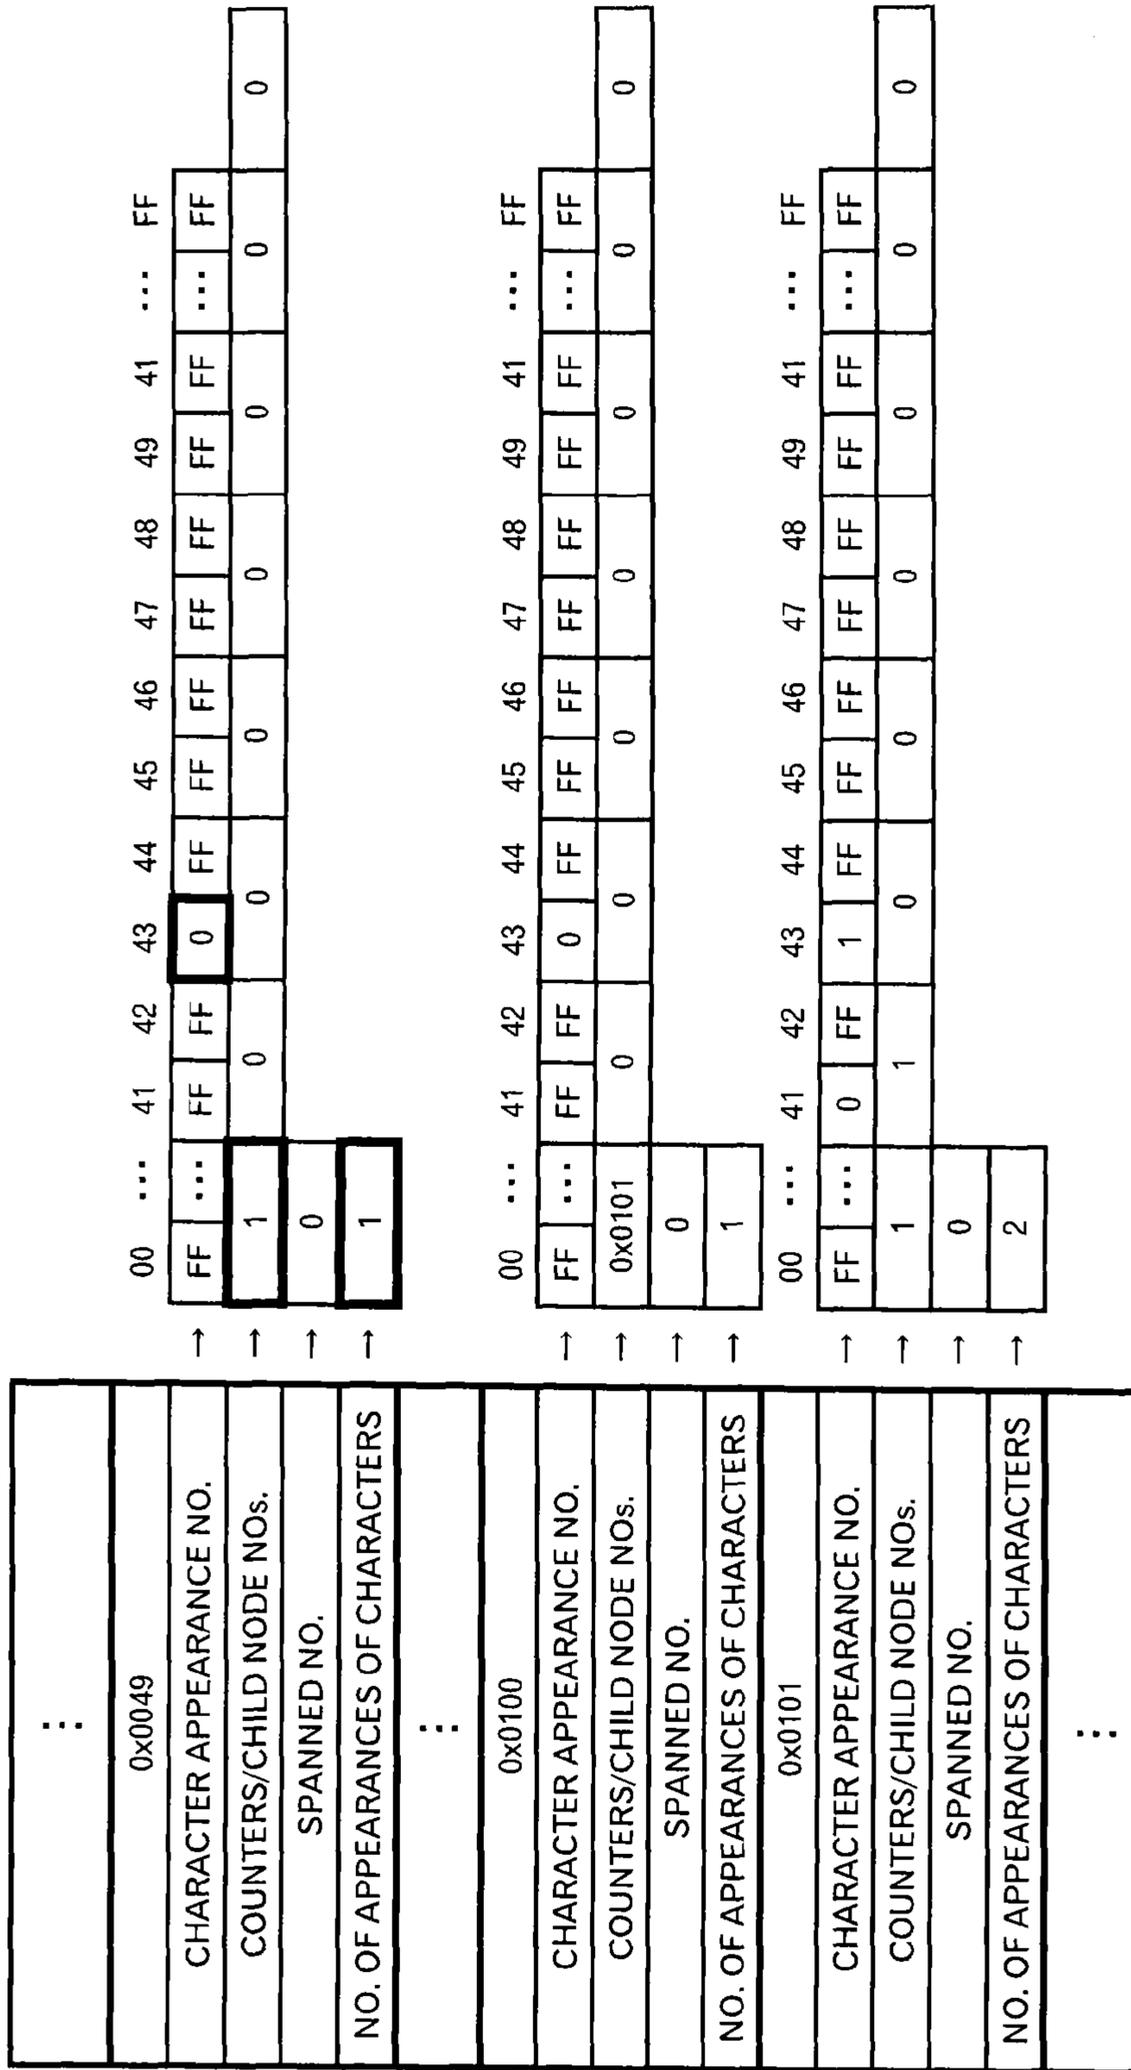 ⋮
0x0049
00 ... 41 42 43 44 45 46 47 48 49 41 ... FF
CHARACTER APPEARANCE NO. → FF ... FF FF 0 FF FF FF FF FF FF FF ... FF
COUNTERS/CHILD NODE NOs. → 1 0 0 0 0 0 0 0
SPANNED NO. → 0
NO. OF APPEARANCES OF CHARACTERS → 1
⋮
0x0100
00 ... 41 42 43 44 45 46 47 48 49 41 ... FF
CHARACTER APPEARANCE NO. → FF ... FF FF 0 FF FF FF FF FF FF FF ... FF
COUNTERS/CHILD NODE NOs. → 0x0101 0 0 0 0 0 0 0
SPANNED NO. → 0
NO. OF APPEARANCES OF CHARACTERS → 1
0x0101
00 ... 41 42 43 44 45 46 47 48 49 41 ... FF
CHARACTER APPEARANCE NO. → FF ... 0 FF 1 FF FF FF FF FF FF FF ... FF
COUNTERS/CHILD NODE NOs. → 1 1 0 0 0 0 0 0
SPANNED NO. → 0
NO. OF APPEARANCES OF CHARACTERS → 2
⋮